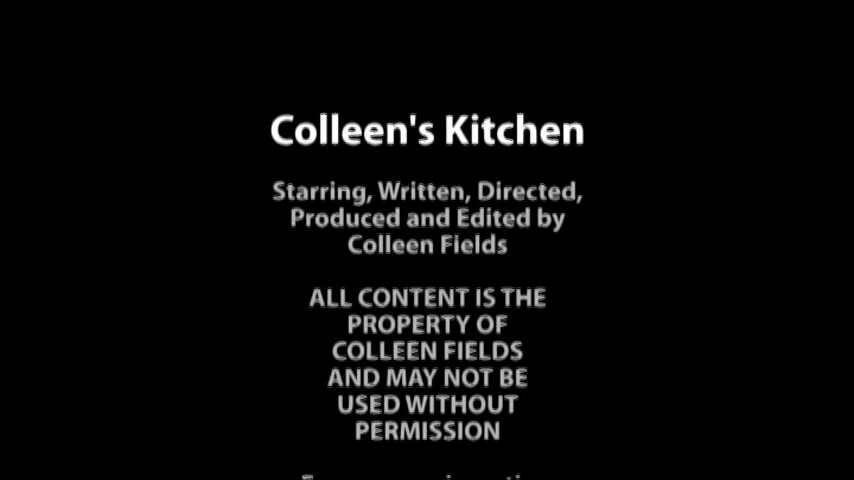 Colleen's Kitchen
Starring, Written, Directed,
Produced and Edited by
Colleen Fields
ALL CONTENT IS THE
PROPERTY OF
COLLEEN FIELDS
AND MAY NOT BE
USED WITHOUT
PERMISSION